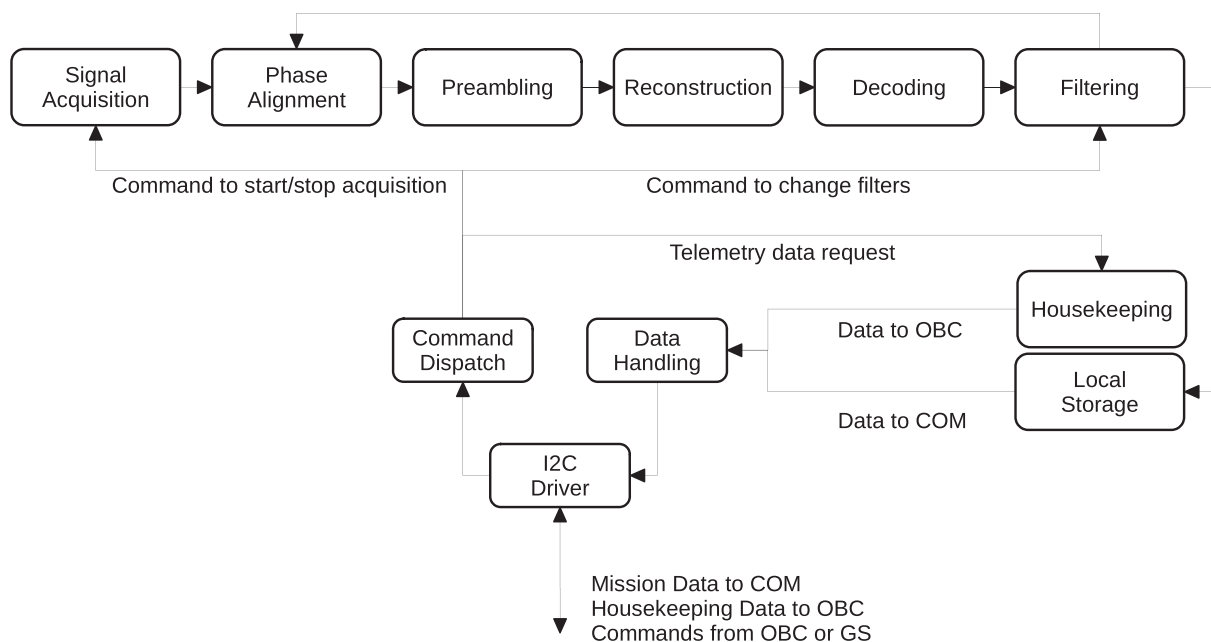 Signal
Acquisition
Phase
Alignment
Preambling
Reconstruction
Decoding
Filtering
Command to start/stop acquisition
Command to change filters
Telemetry data request
Command
Dispatch
Data
Handling
Data to OBC
Housekeeping
Local
Storage
Data to COM
I2C
Driver
Mission Data to COM
Housekeeping Data to OBC
Commands from OBC or GS